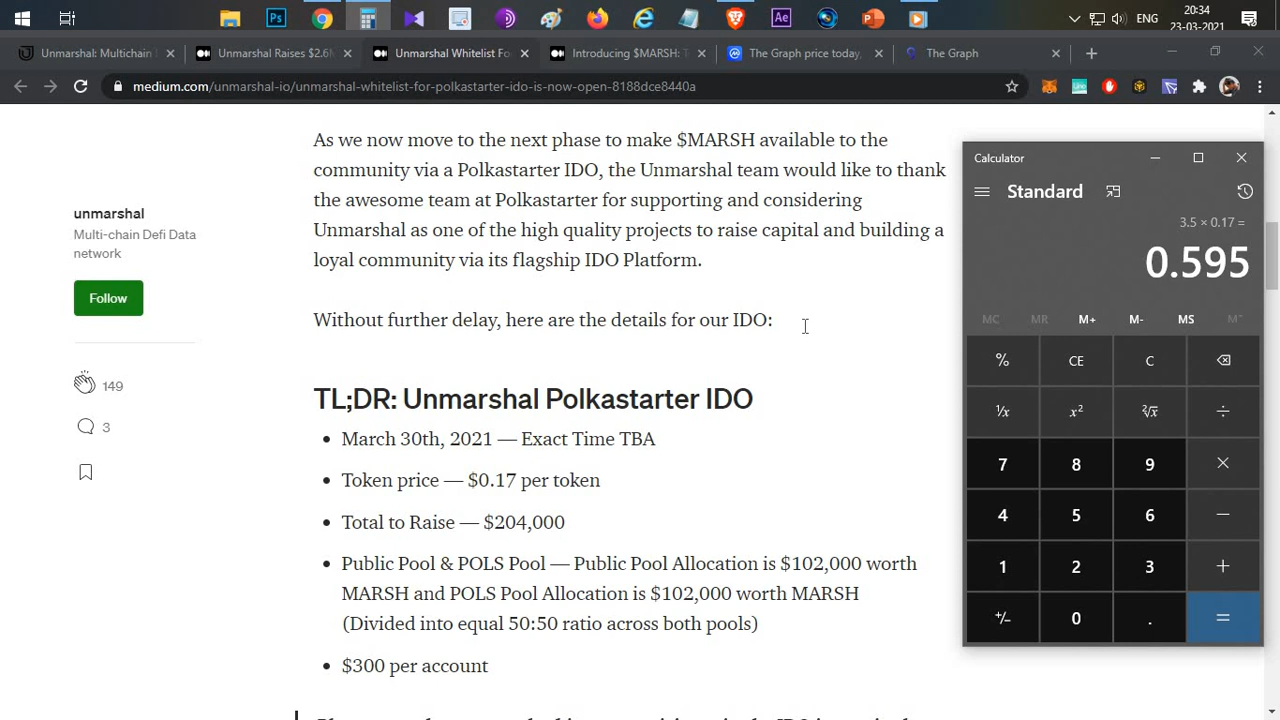 20:34
ENG
23-03-2021
Unmarshal: Multichain
Unmarshal Raises $2.6M
Unmarshal Whitelist Fo
Introducing $MARSH: T
The Graph price today,
The Graph
medium.com/unmarshal-io/unmarshal-whitelist-for-polkastarter-ido-is-now-open-8188dce8440a
As we now move to the next phase to make $MARSH available to the
community via a Polkastarter IDO, the Unmarshal team would like to thank
the awesome team at Polkastarter for supporting and considering
Unmarshal as one of the high quality projects to raise capital and building a
loyal community via its flagship IDO Platform.
unmarshal
Multi-chain Defi Data
network
Follow
149
3
Without further delay, here are the details for our IDO:
TL;DR: Unmarshal Polkastarter IDO
• March 30th, 2021 — Exact Time TBA
• Token price — $0.17 per token
• Total to Raise — $204,000
• Public Pool & POLS Pool — Public Pool Allocation is $102,000 worth
MARSH and POLS Pool Allocation is $102,000 worth MARSH
(Divided into equal 50:50 ratio across both pools)
• $300 per account
Calculator
Standard
3.5 × 0.17 =
0.595
MC MR M+ M- MS
% CE C
¹/x x² ²√x ÷
7 8 9 ×
4 5 6 −
1 2 3 +
+/- 0 . =